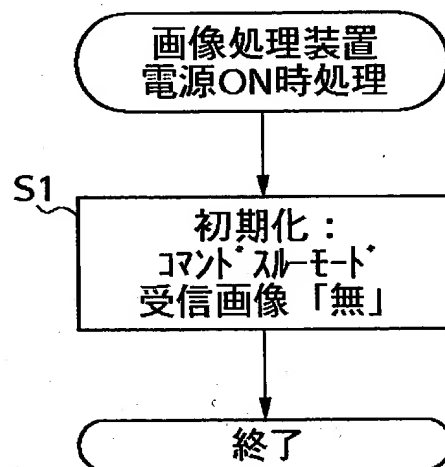 画像処理装置
電源ON時処理
S1
初期化：
ｺﾏﾝﾄﾞｽﾙｰﾓｰﾄﾞ
受信画像「無」
終了